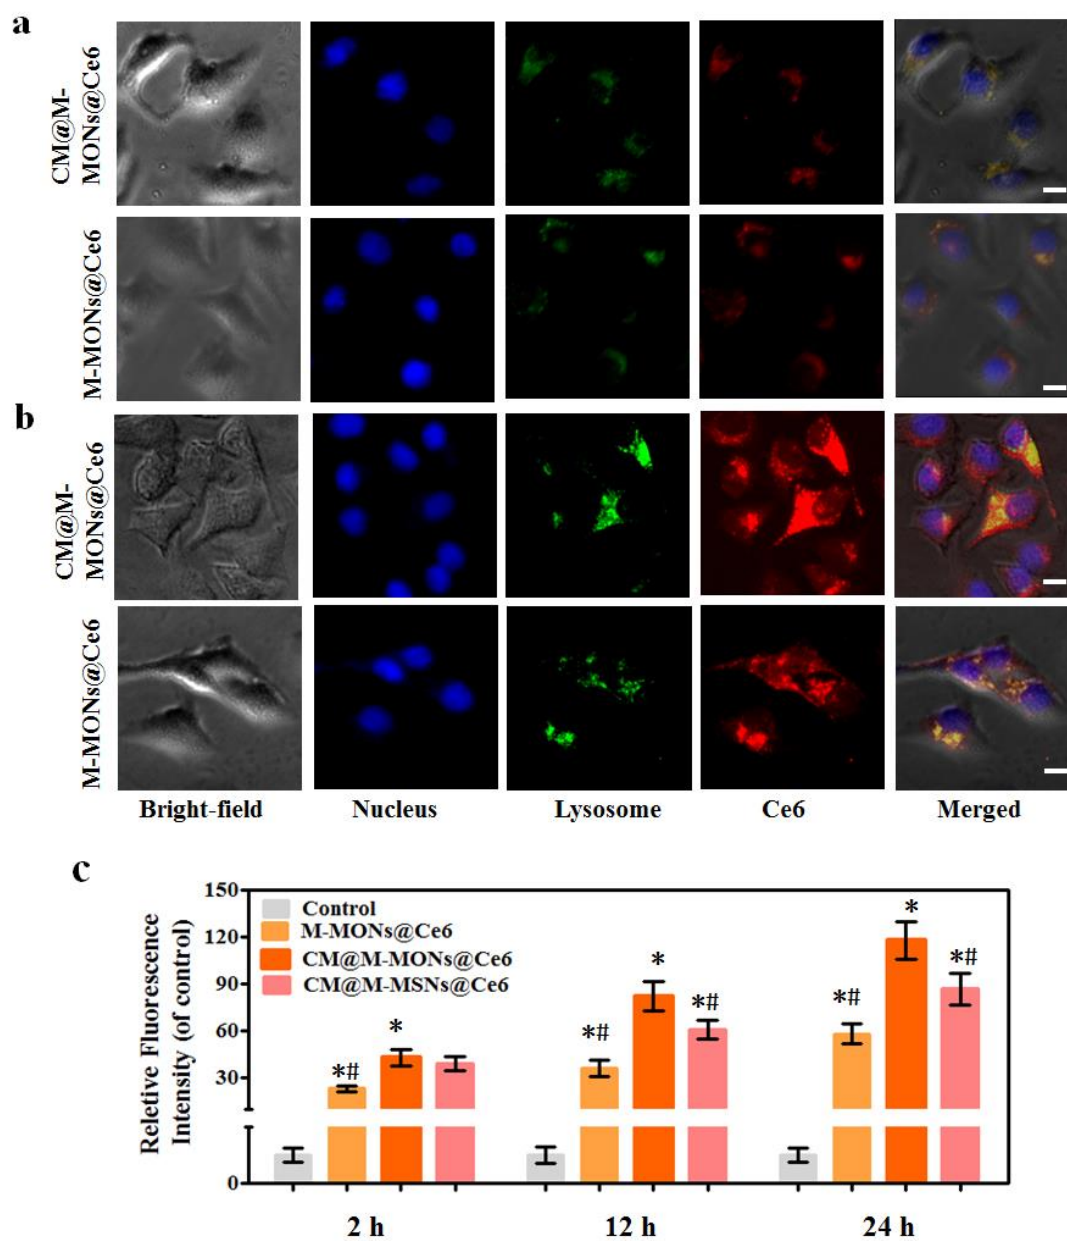 a
CM@M-
MONs@Ce6
M-MONs@Ce6
b
CM@M-
MONs@Ce6
M-MONs@Ce6
Bright-field Nucleus Lysosome Ce6 Merged
c
Reletive Fluorescence
Intensity (of control)
150
120
90
60
30
0
Control
M-MONs@Ce6
CM@M-MONs@Ce6
CM@M-MSNs@Ce6
*# *
*# * *#
*# * *#
2 h 12 h 24 h